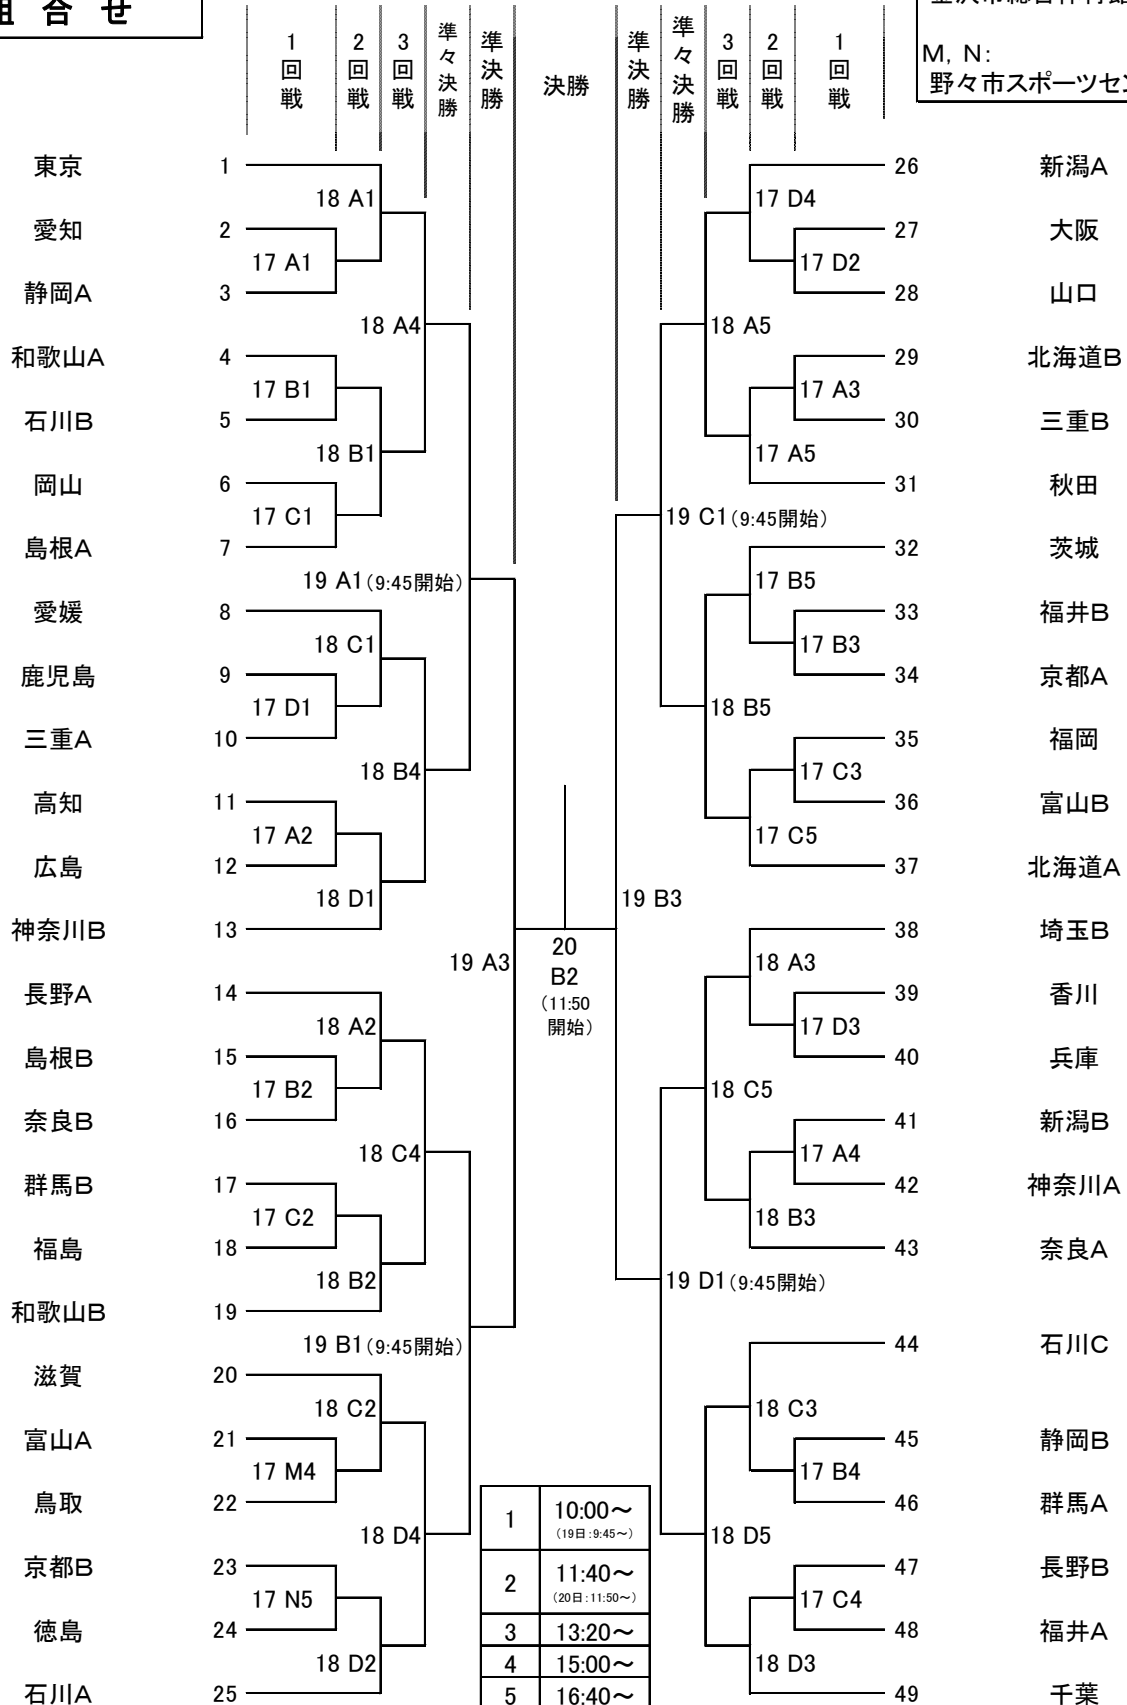 組 合 せ
M, N:
野々市スポーツセン
1回戦
2回戦
3回戦
準々決勝
準決勝
決勝
準決勝
準々決勝
3回戦
2回戦
1回戦
東京 1
18 A1
愛知 2
17 A1
静岡A 3
18 A4
和歌山A 4
17 B1
石川B 5
18 B1
岡山 6
17 C1
島根A 7
19 A1(9:45開始)
愛媛 8
18 C1
鹿児島 9
17 D1
三重A 10
18 B4
高知 11
17 A2
広島 12
18 D1
神奈川B 13
19 A3
長野A 14
18 A2
島根B 15
17 B2
奈良B 16
18 C4
群馬B 17
17 C2
福島 18
18 B2
和歌山B 19
19 B1(9:45開始)
滋賀 20
18 C2
富山A 21
17 M4
鳥取 22
18 D4
京都B 23
17 N5
徳島 24
18 D2
石川A 25
20
B2
(11:50
開始)
26 新潟A
17 D4
27 大阪
17 D2
28 山口
18 A5
29 北海道B
17 A3
30 三重B
17 A5
31 秋田
19 C1(9:45開始)
32 茨城
17 B5
33 福井B
17 B3
34 京都A
18 B5
35 福岡
17 C3
36 富山B
17 C5
37 北海道A
19 B3
38 埼玉B
18 A3
39 香川
17 D3
40 兵庫
18 C5
41 新潟B
17 A4
42 神奈川A
18 B3
43 奈良A
19 D1(9:45開始)
44 石川C
18 C3
45 静岡B
17 B4
46 群馬A
18 D5
47 長野B
17 C4
48 福井A
18 D3
49 千葉
1 10:00～
(19日:9:45～)
2 11:40～
(20日:11:50～)
3 13:20～
4 15:00～
5 16:40～